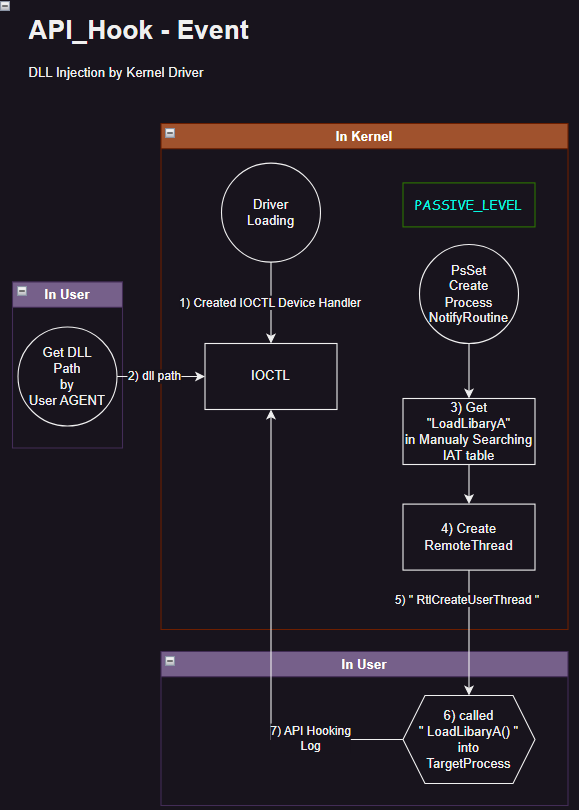 API_Hook - Event
DLL Injection by Kernel Driver
In Kernel
Driver
Loading
PASSIVE_LEVEL
PsSet
Create
Process
NotifyRoutine
1) Created IOCTL Device Handler
In User
Get DLL
Path
by
User AGENT
2) dll path
IOCTL
3) Get
"LoadLibaryA"
in Manualy Searching
IAT table
4) Create
RemoteThread
5) " RtlCreateUserThread "
In User
6) called
" LoadLibaryA() "
into
TargetProcess
7) API Hooking
Log